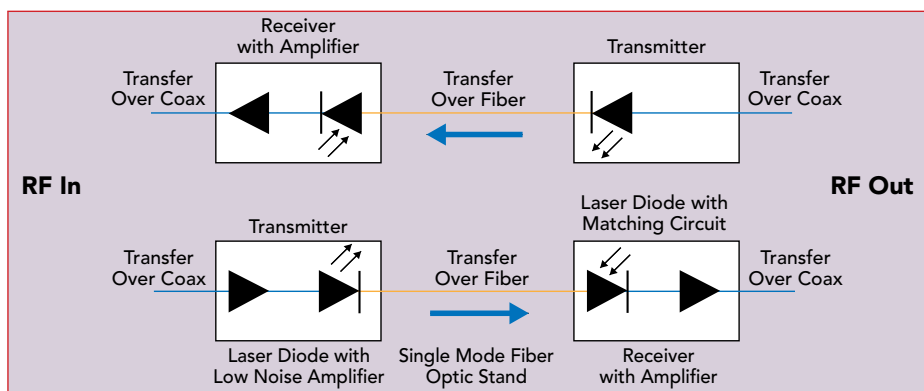 Receiver
with Amplifier
Transmitter
Transfer
Over Coax
Transfer
Over Fiber
Transfer
Over Coax
RF In
RF Out
Transmitter
Laser Diode with
Matching Circuit
Transfer
Over Coax
Transfer
Over Fiber
Transfer
Over Coax
Laser Diode with
Low Noise Amplifier
Single Mode Fiber
Optic Stand
Receiver
with Amplifier